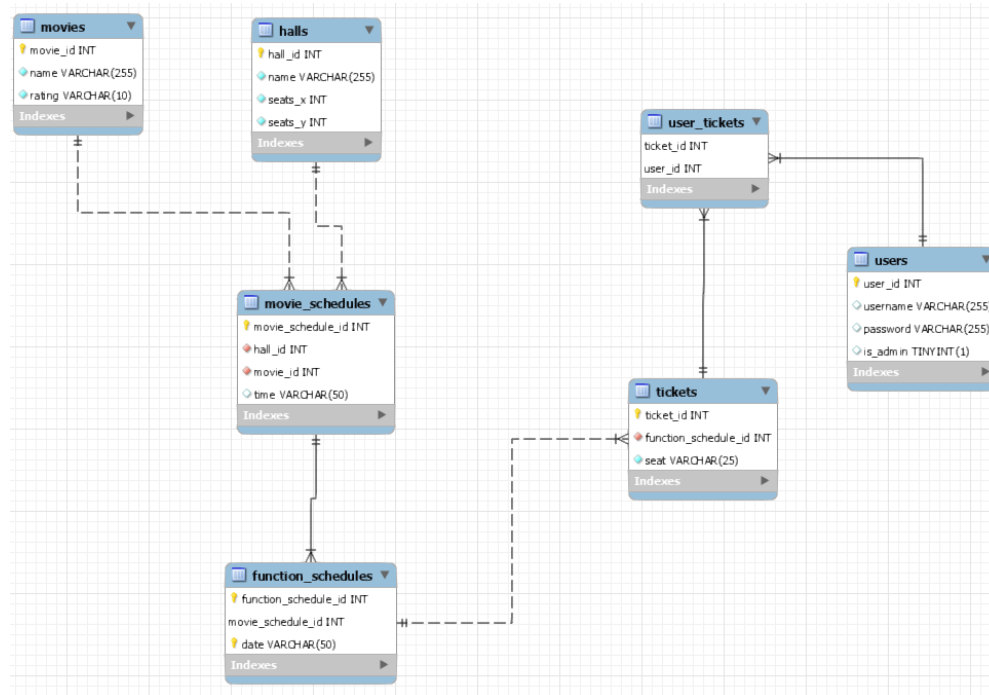 movies
movie_id INT
name VARCHAR(255)
rating VARCHAR(10)
Indexes
halls
hall_id INT
name VARCHAR(255)
seats_x INT
seats_y INT
Indexes
user_tickets
ticket_id INT
user_id INT
Indexes
users
user_id INT
username VARCHAR(255)
password VARCHAR(255)
is_admin TINYINT(1)
Indexes
movie_schedules
movie_schedule_id INT
hall_id INT
movie_id INT
time VARCHAR(50)
Indexes
tickets
ticket_id INT
function_schedule_id INT
seat VARCHAR(25)
Indexes
function_schedules
function_schedule_id INT
movie_schedule_id INT
date VARCHAR(50)
Indexes